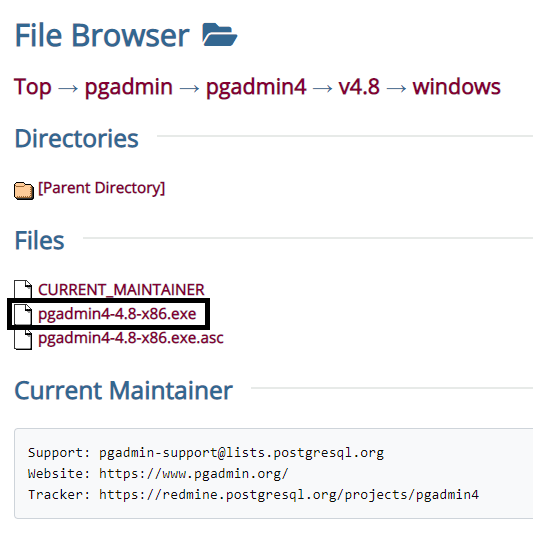 File Browser
Top → pgadmin → pgadmin4 → v4.8 → windows
Directories
[Parent Directory]
Files
CURRENT_MAINTAINER
pgadmin4-4.8-x86.exe
pgadmin4-4.8-x86.exe.asc
Current Maintainer
Support: pgadmin-support@lists.postgresql.org
Website: https://www.pgadmin.org/
Tracker: https://redmine.postgresql.org/projects/pgadmin4